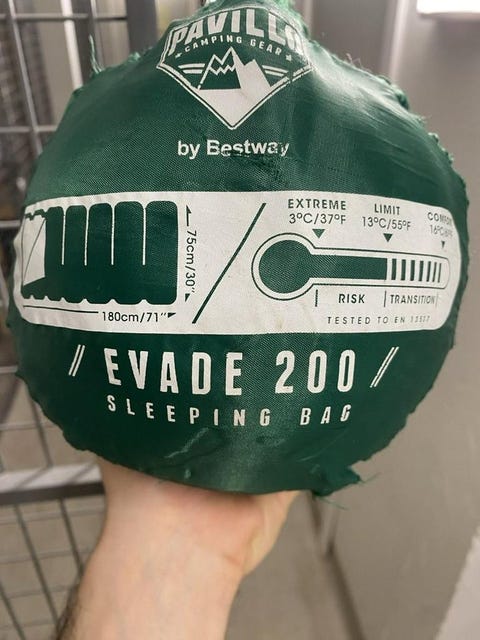 PAVILLO
CAMPING GEAR
by Bestway
75cm/30"
180cm/71"
EXTREME
3°C/37°F
LIMIT
13°C/55°F
RISK
TRANSITION
TESTED TO EN
// EVADE 200 //
SLEEPING BAG